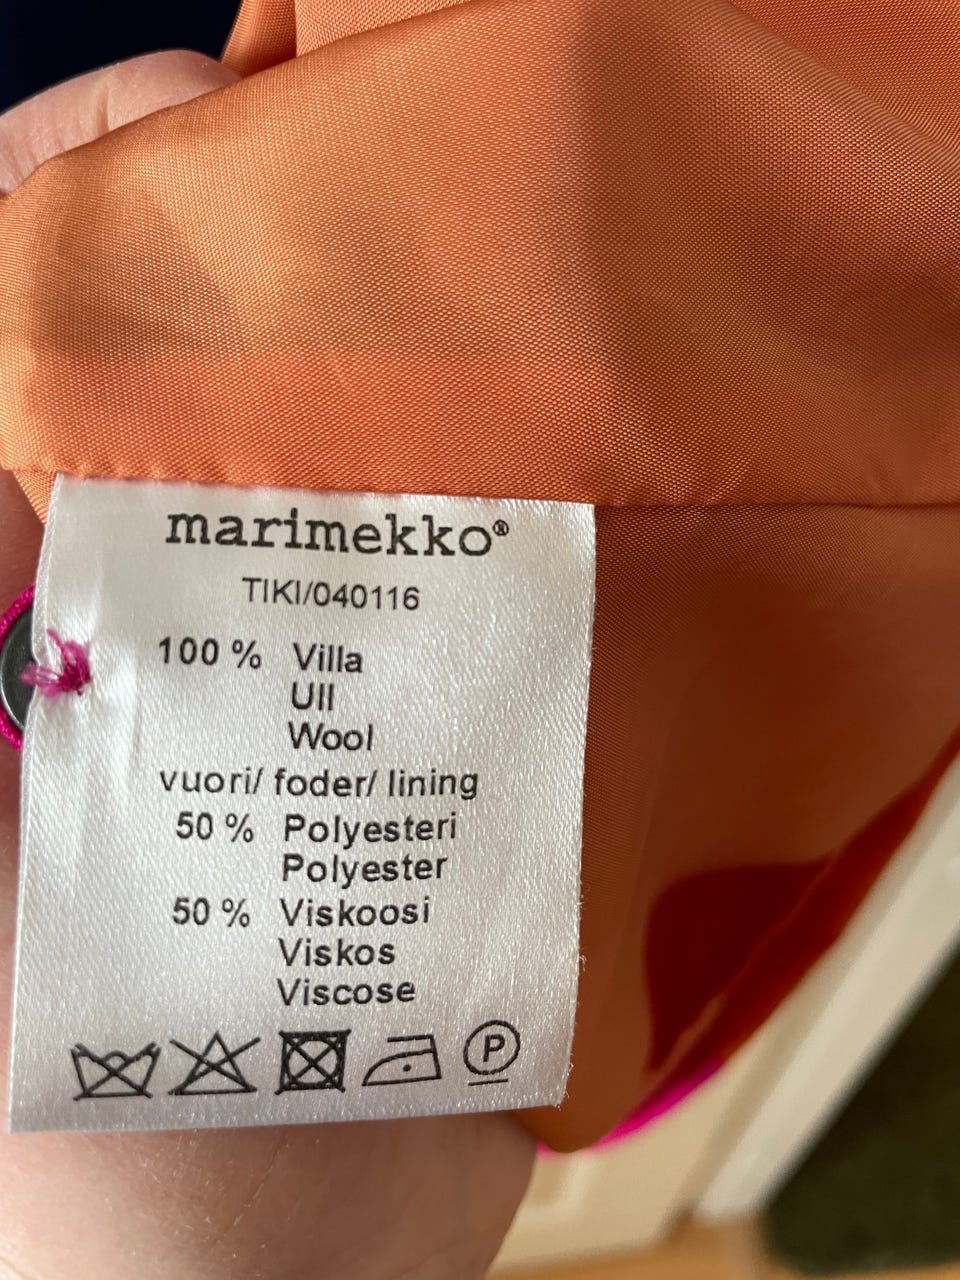 marimekko®
TIKI/040116
100 % Villa
Ull
Wool
vuori/ foder/ lining
50 % Polyesteri
Polyester
50 % Viskoosi
Viskos
Viscose
P